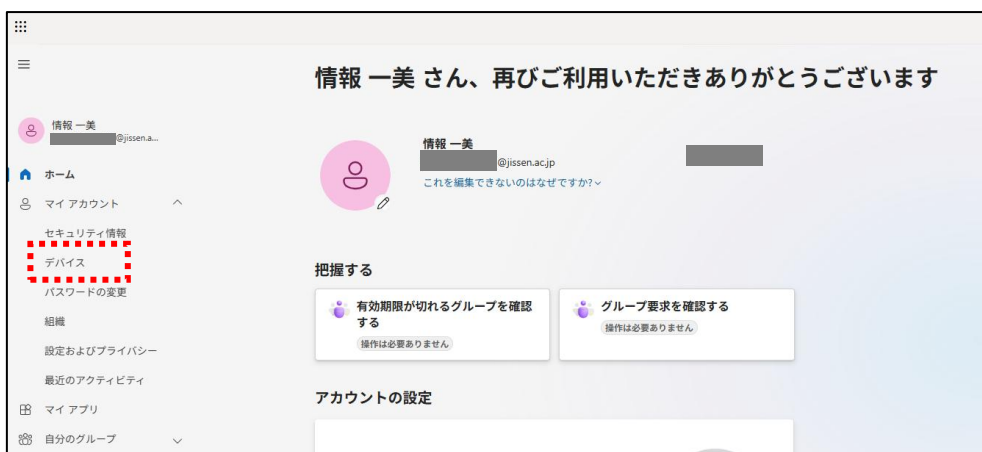 情報 一美 さん、再びご利用いただきありがとうございます
情報 一美
@jissen.a...
ホーム
マイ アカウント
セキュリティ情報
デバイス
パスワードの変更
組織
設定およびプライバシー
最近のアクティビティ
マイ アプリ
自分のグループ
情報 一美
@jissen.ac.jp
これを編集できないのはなぜですか?
把握する
有効期限が切れるグループを確認
する
操作は必要ありません
グループ要求を確認する
操作は必要ありません
アカウントの設定